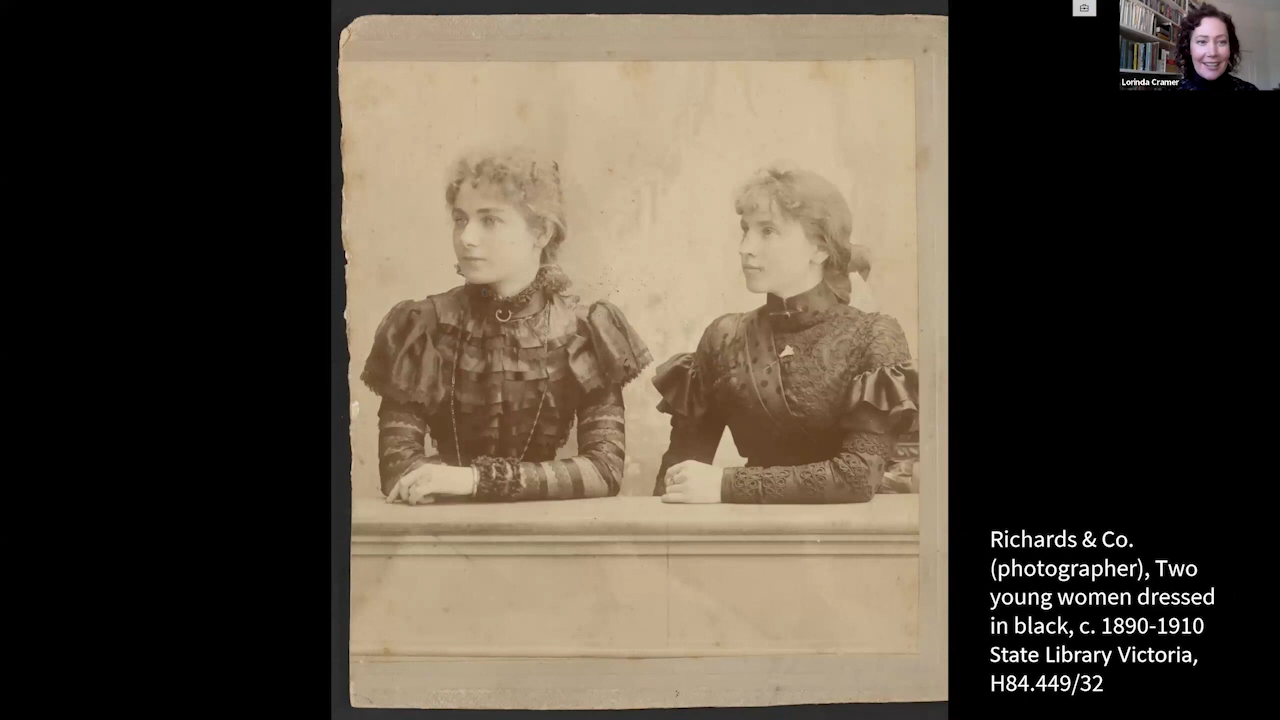 Lorinda Cramer
Richards & Co.
(photographer), Two
young women dressed
in black, c. 1890-1910
State Library Victoria,
H84.449/32